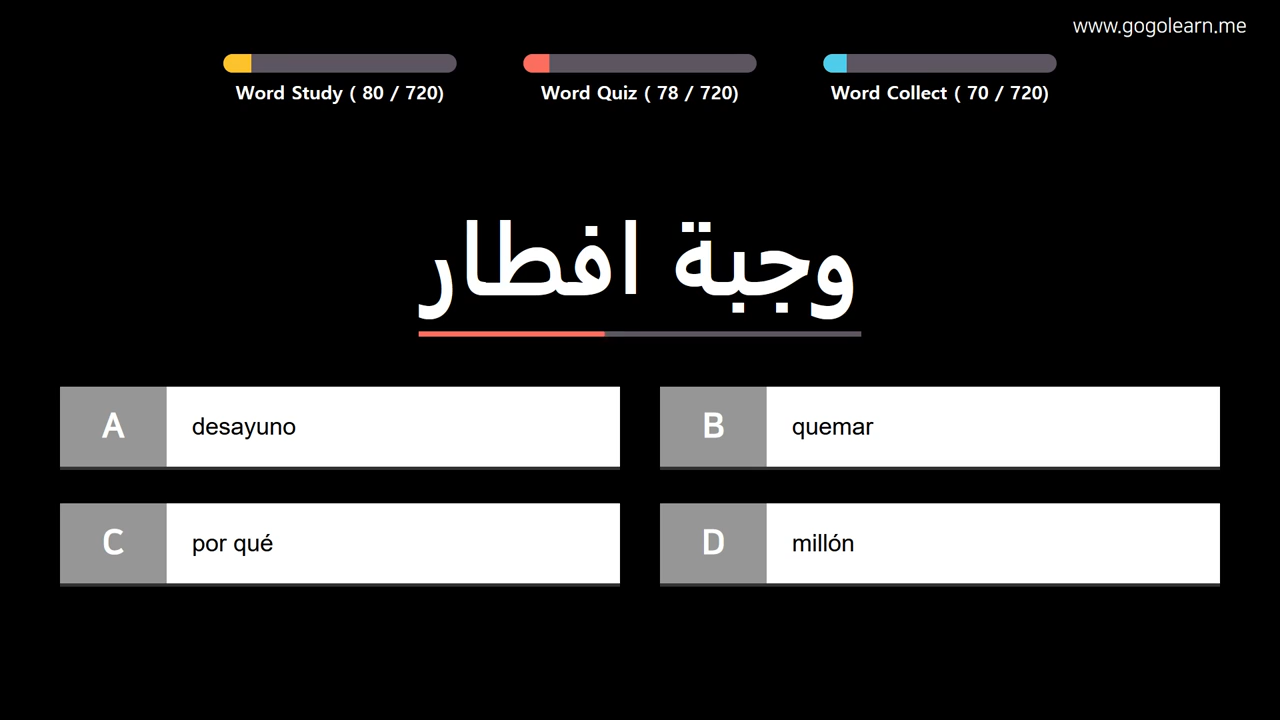 www.gogolearn.me
Word Study ( 80 / 720)
Word Quiz ( 78 / 720)
Word Collect ( 70 / 720)
وجبة افطار
A desayuno
B quemar
C por qué
D millón